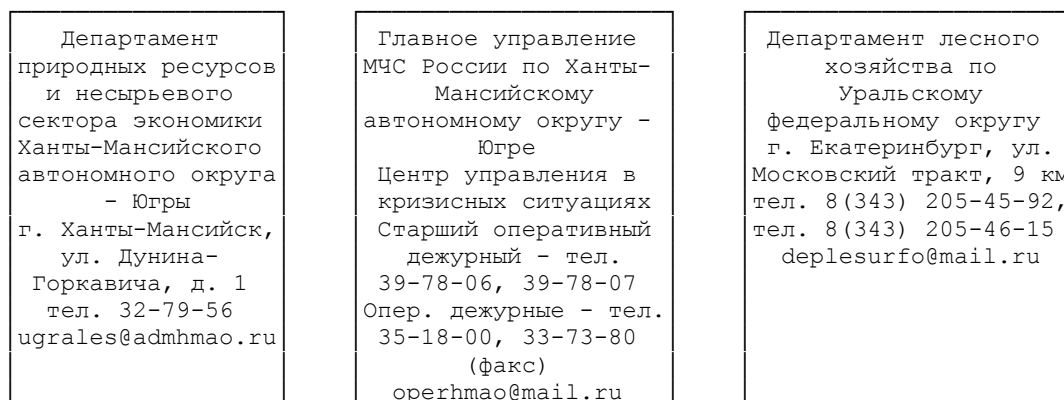 Департамент
природных ресурсов
и несырьевого
сектора экономики
Ханты-Мансийского
автономного округа
- Югры
г. Ханты-Мансийск,
ул. Дунина-
Горкавича, д. 1
тел. 32-79-56
ugrales@admhmao.ru
Главное управление
МЧС России по Ханты-
Мансийскому
автономному округу -
Югре
Центр управления в
кризисных ситуациях
Старший оперативный
дежурный - тел.
39-78-06, 39-78-07
Опер. дежурные - тел.
35-18-00, 33-73-80
(факс)
operhmao@mail.ru
Департамент лесного
хозяйства по
Уральскому
федеральному округу
г. Екатеринбург, ул.
Московский тракт, 9 км
тел. 8(343) 205-45-92,
тел. 8(343) 205-46-15
deplesurfo@mail.ru